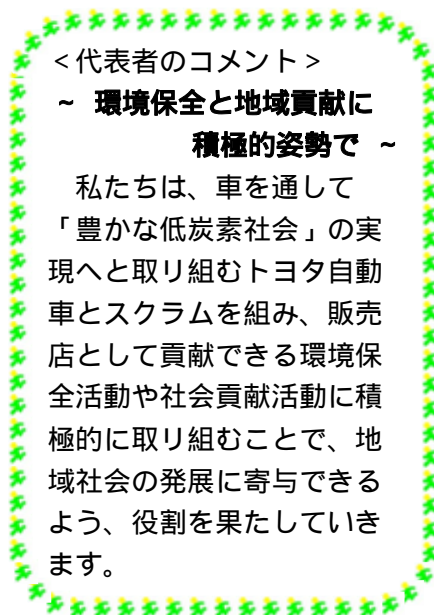 <代表者のコメント>
~ 環境保全と地域貢献に
積極的姿勢で ~
私たちは、車を通して
「豊かな低炭素社会」の実
現へと取り組むトヨタ自動
車とスクラムを組み、販売
店として貢献できる環境保
全活動や社会貢献活動に積
極的に取り組むことで、地
域社会の発展に寄与できる
よう、役割を果たしていき
ます。